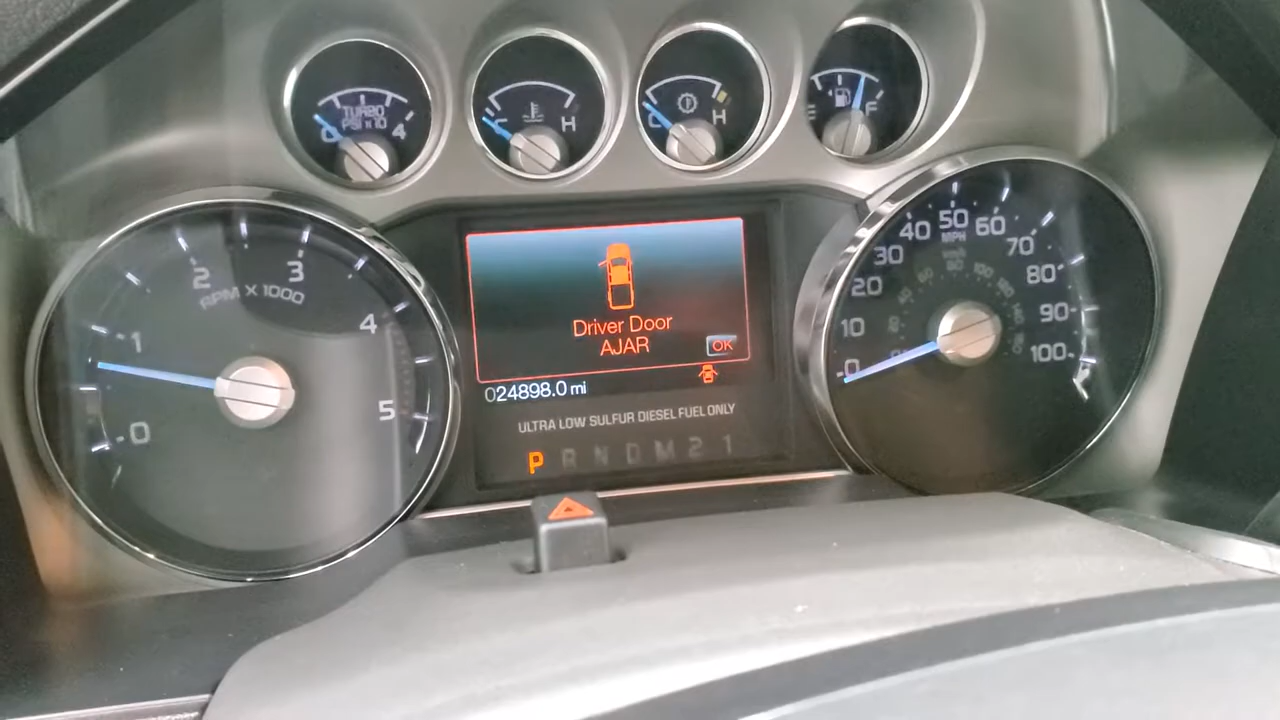 TURBO
PSI x 10
0 4
C H
C H
E F
0 1 2 3 4 5
RPM X 1000
Driver Door
AJAR
OK
024898.0 mi
ULTRA LOW SULFUR DIESEL FUEL ONLY
P R N D M 2 1
0 10 20 30 40 50 60 70 80 90 100
MPH